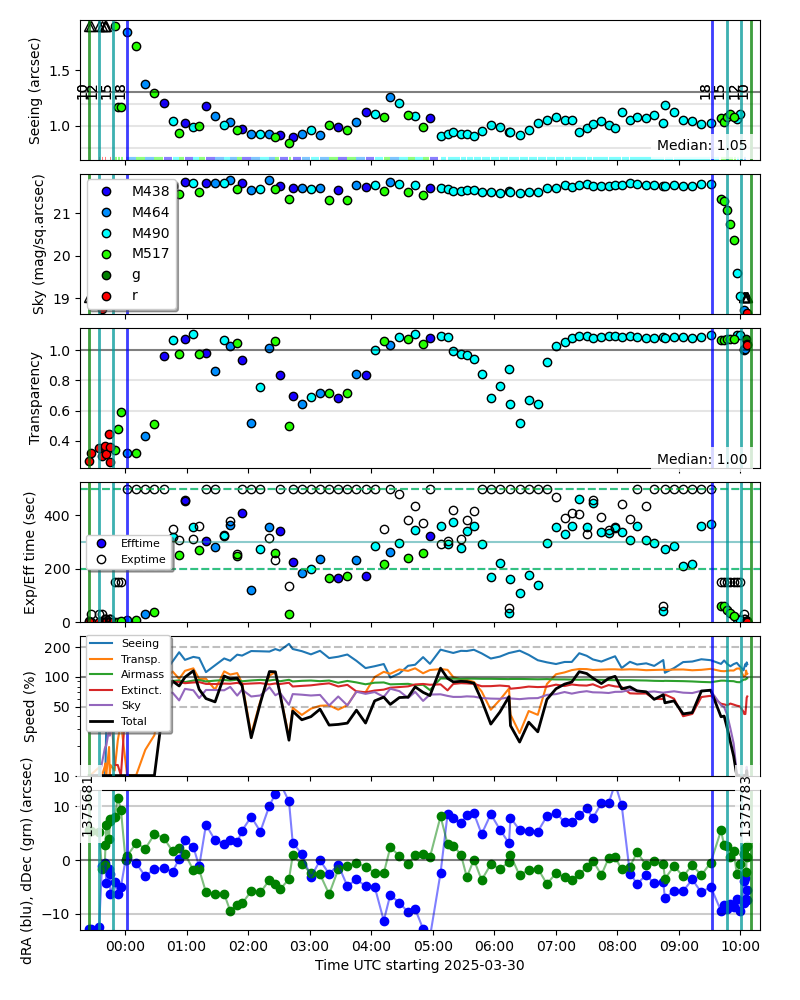 Seeing (arcsec)
1.5
1.0
10
12
15
18
18
15
12
10
Median: 1.05
Sky (mag/sq.arcsec)
21
20
19
M438
M464
M490
M517
g
r
Transparency
1.0
0.8
0.6
0.4
Median: 1.00
Exp/Eff time (sec)
400
200
0
Efftime
Exptime
Speed (%)
200
100
50
10
Seeing
Transp.
Airmass
Extinct.
Sky
Total
dRA (blu), dDec (grn) (arcsec)
10
0
−10
1375681
1375783
00:00 01:00 02:00 03:00 04:00 05:00 06:00 07:00 08:00 09:00 10:00
Time UTC starting 2025-03-30